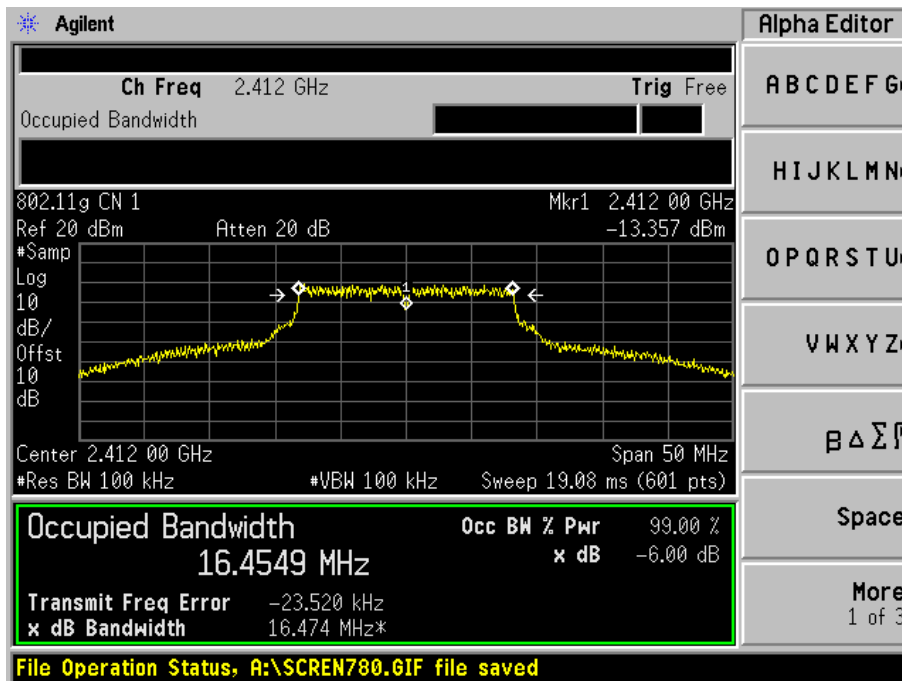 Agilent
Alpha Editor
Ch Freq 2.412 GHz
Trig Free
Occupied Bandwidth
802.11g CN 1
Mkr1 2.412 00 GHz
Ref 20 dBm
Atten 20 dB
-13.357 dBm
#Samp
Log
10
dB/
Offst
10
dB
1
Center 2.412 00 GHz
Span 50 MHz
#Res BW 100 kHz
#VBW 100 kHz
Sweep 19.08 ms (601 pts)
Occupied Bandwidth
16.4549 MHz
Occ BW % Pwr 99.00 %
x dB -6.00 dB
Transmit Freq Error -23.520 kHz
x dB Bandwidth 16.474 MHz*
File Operation Status, A:\SCREN780.GIF file saved
A B C D E F G
H I J K L M N
O P Q R S T U
V W X Y Z
Space
More
1 of 3